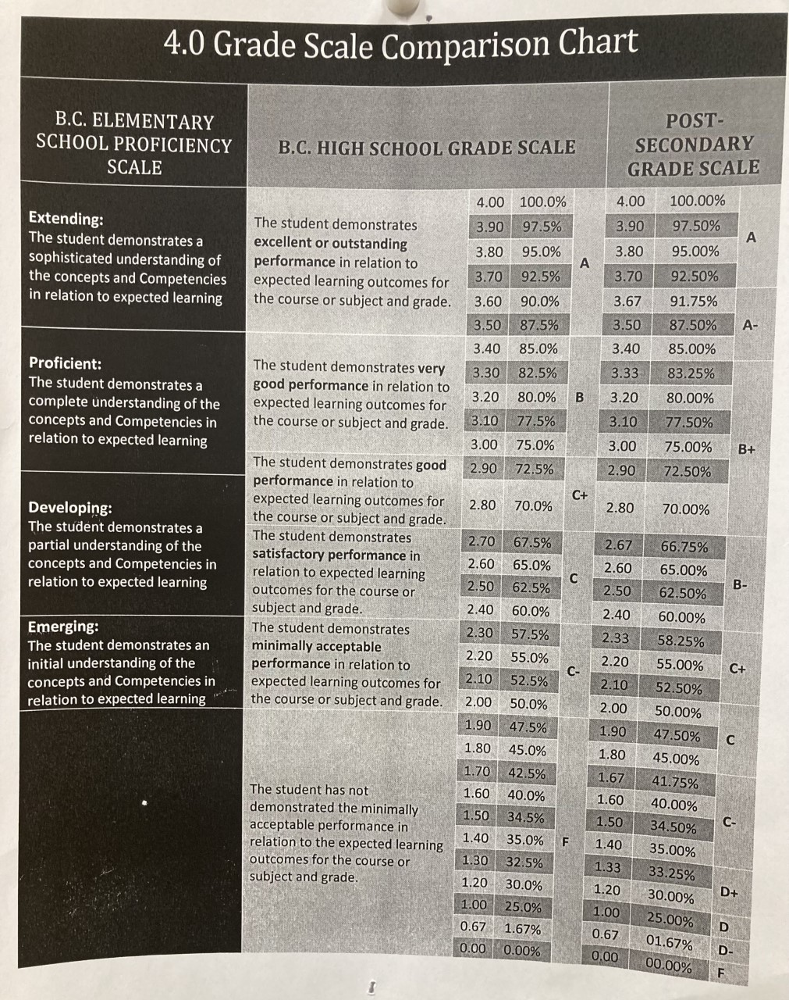 4.0 Grade Scale Comparison Chart
B.C. ELEMENTARY
SCHOOL PROFICIENCY
SCALE
B.C. HIGH SCHOOL GRADE SCALE
POST-
SECONDARY
GRADE SCALE
Extending:
The student demonstrates a
sophisticated understanding of
the concepts and Competencies
in relation to expected learning
Proficient:
The student demonstrates a
complete understanding of the
concepts and Competencies in
relation to expected learning
Developing:
The student demonstrates a
partial understanding of the
concepts and Competencies in
relation to expected learning
Emerging:
The student demonstrates an
initial understanding of the
concepts and Competencies in
relation to expected learning
The student demonstrates
excellent or outstanding
performance in relation to
expected learning outcomes for
the course or subject and grade.
4.00 100.0%
3.90 97.5%
3.80 95.0%
3.70 92.5%
3.60 90.0%
3.50 87.5%
A
The student demonstrates very
good performance in relation to
expected learning outcomes for
the course or subject and grade.
3.40 85.0%
3.30 82.5%
3.20 80.0%
3.10 77.5%
3.00 75.0%
B
The student demonstrates good
performance in relation to
expected learning outcomes for
the course or subject and grade.
2.90 72.5%
2.80 70.0%
C+
The student demonstrates
satisfactory performance in
relation to expected learning
outcomes for the course or
subject and grade.
2.70 67.5%
2.60 65.0%
2.50 62.5%
2.40 60.0%
C
The student demonstrates
minimally acceptable
performance in relation to
expected learning outcomes for
the course or subject and grade.
2.30 57.5%
2.20 55.0%
2.10 52.5%
2.00 50.0%
C-
The student has not
demonstrated the minimally
acceptable performance in
relation to the expected learning
outcomes for the course or
subject and grade.
1.90 47.5%
1.80 45.0%
1.70 42.5%
1.60 40.0%
1.50 34.5%
1.40 35.0%
1.30 32.5%
1.20 30.0%
1.00 25.0%
0.67 1.67%
0.00 0.00%
F
4.00 100.00%
3.90 97.50%
3.80 95.00%
3.70 92.50%
A
3.67 91.75%
3.50 87.50%
3.40 85.00%
A-
3.33 83.25%
3.20 80.00%
3.10 77.50%
3.00 75.00%
2.90 72.50%
2.80 70.00%
B+
2.67 66.75%
2.60 65.00%
2.50 62.50%
2.40 60.00%
B-
2.33 58.25%
2.20 55.00%
2.10 52.50%
C+
2.00 50.00%
1.90 47.50%
1.80 45.00%
C
1.67 41.75%
1.60 40.00%
1.50 34.50%
1.40 35.00%
C-
1.33 33.25%
1.20 30.00%
D+
1.00 25.00%
D
0.67 01.67%
D-
0.00 00.00%
F